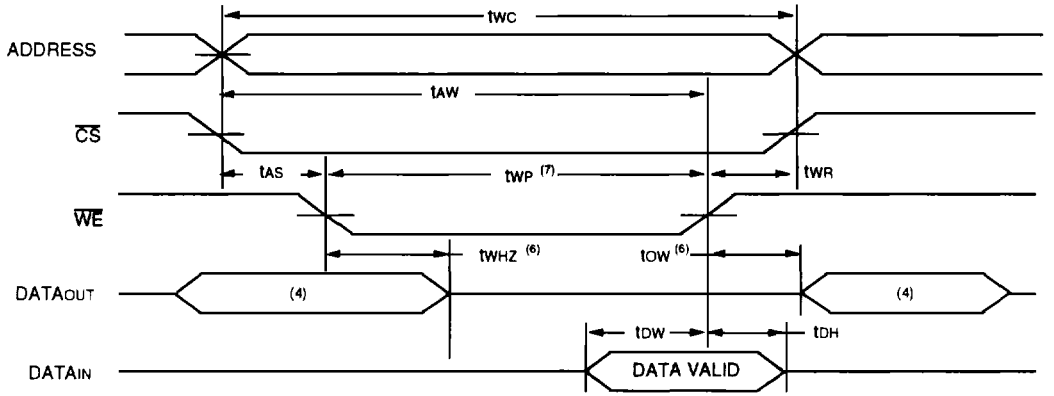 tWC
ADDRESS
tAW
CS
tAS
tWP (7)
tWR
WE
tWHZ (6)
tOW (6)
DATAOUT
(4)
(4)
tDW
tDH
DATAIN
DATA VALID